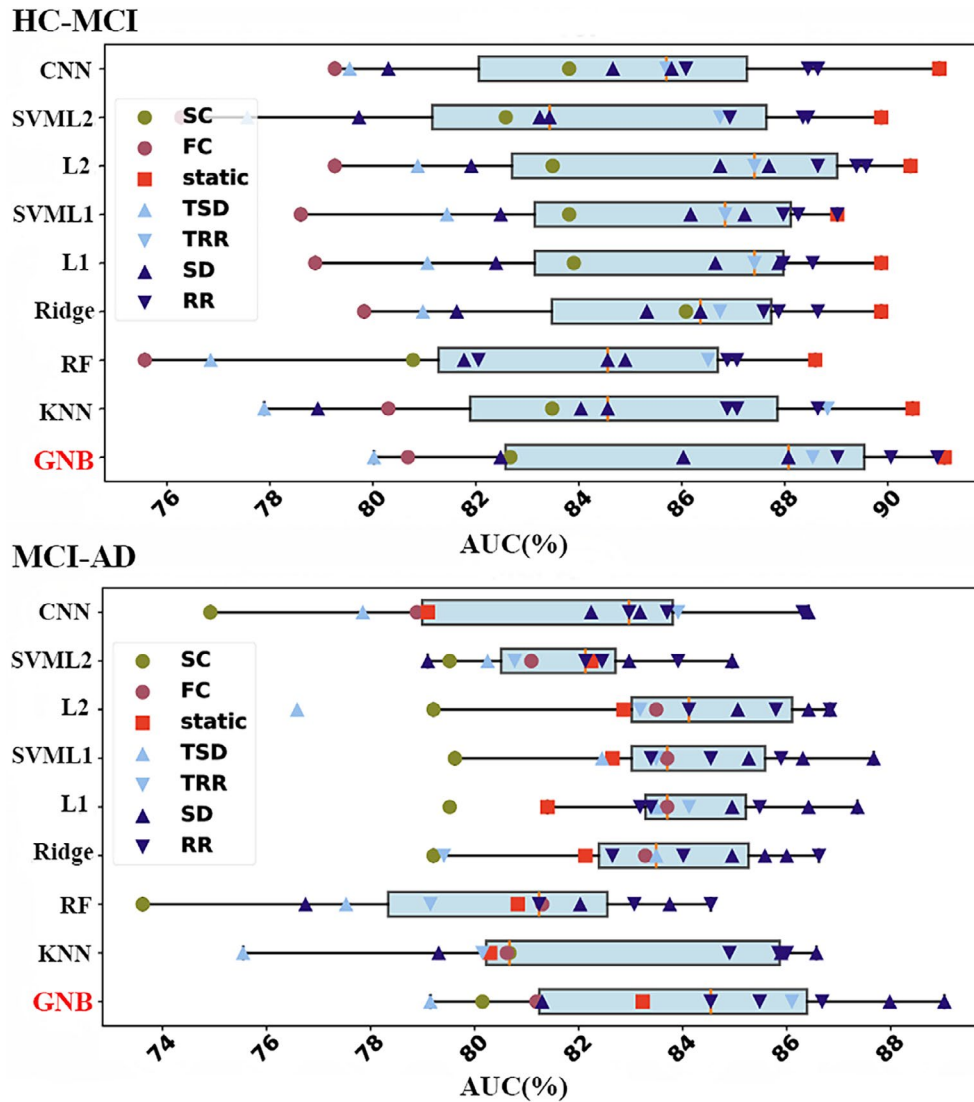 HC-MCI
CNN
SVML2
L2
SVML1
L1
Ridge
RF
KNN
GNB
SC
FC
static
TSD
TRR
SD
RR
76
78
80
82
84
86
88
90
AUC(%)
MCI-AD
CNN
SVML2
L2
SVML1
L1
Ridge
RF
KNN
GNB
SC
FC
static
TSD
TRR
SD
RR
74
76
78
80
82
84
86
88
AUC(%)